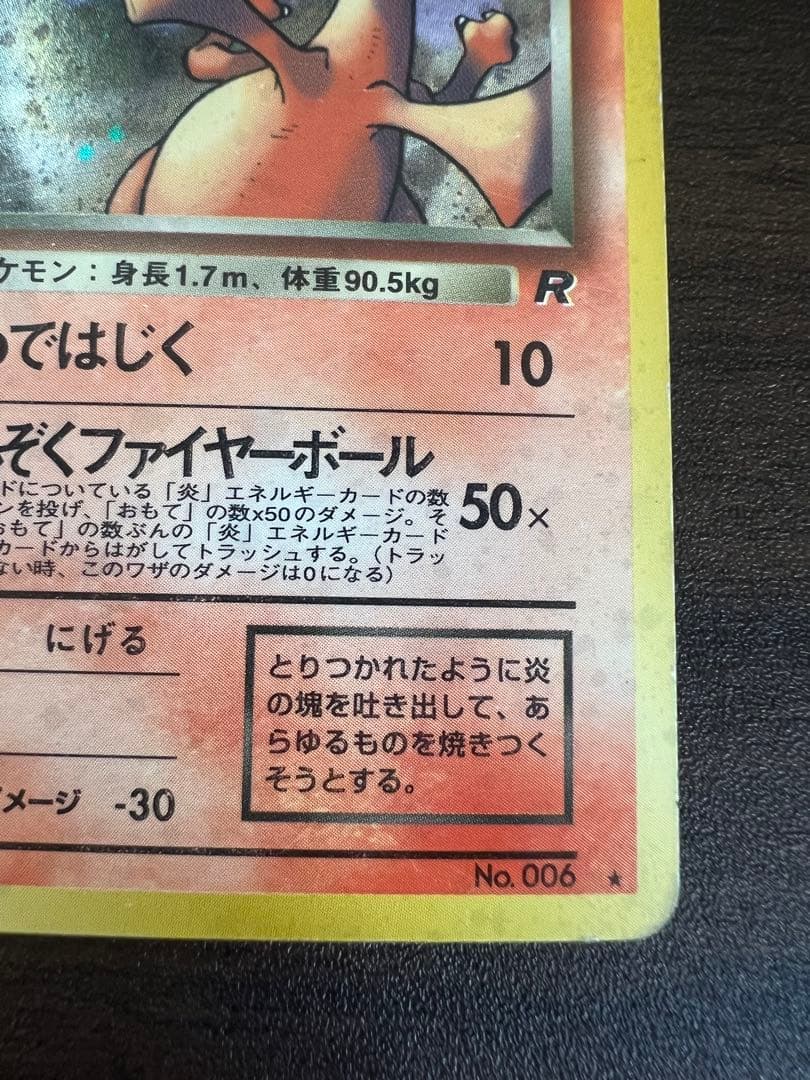 ケモン：身長1.7m、体重90.5kg
R
ではじく 10
ぞくファイヤーボール
ドについている「炎」エネルギーカードの数
ンを投げ、「おもて」の数x50のダメージ。そ
おもて」の数ぶんの「炎」エネルギーカード
カードからはがしてトラッシュする。（トラッ
ない時、このワザのダメージは0になる）
50×
にげる
とりつかれたように炎
の塊を吐き出して、あ
らゆるものを焼きつく
そうとする。
メージ -30
No. 006 ★